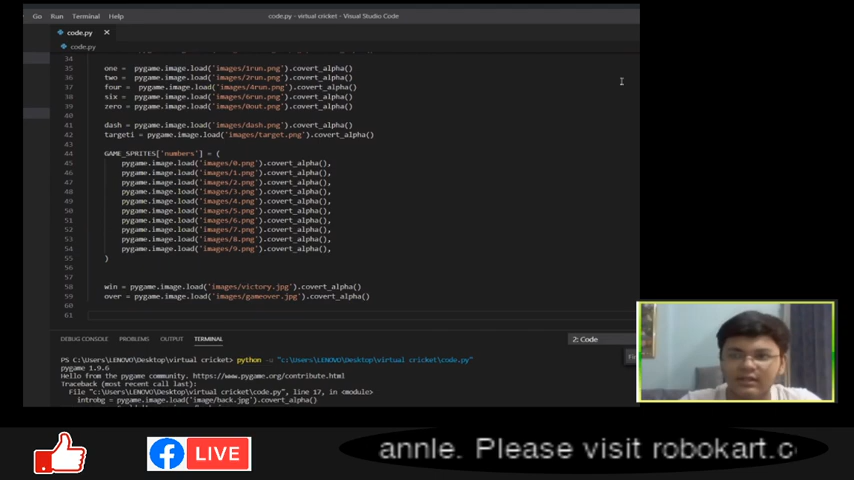 Go Run Terminal Help code.py - virtual cricket - Visual Studio Code
code.py ×
code.py
34
35 one = pygame.image.load('images/1run.png').covert_alpha()
36 two = pygame.image.load('images/2run.png').covert_alpha()
37 four = pygame.image.load('images/4run.png').covert_alpha()
38 six = pygame.image.load('images/6run.png').covert_alpha()
39 zero = pygame.image.load('images/0out.png').covert_alpha()
40
41 dash = pygame.image.load('images/dash.png').covert_alpha()
42 targeti = pygame.image.load('images/target.png').covert_alpha()
43
44 GAME_SPRITES['numbers'] = (
45 pygame.image.load('images/0.png').covert_alpha(),
46 pygame.image.load('images/1.png').covert_alpha(),
47 pygame.image.load('images/2.png').covert_alpha(),
48 pygame.image.load('images/3.png').covert_alpha(),
49 pygame.image.load('images/4.png').covert_alpha(),
50 pygame.image.load('images/5.png').covert_alpha(),
51 pygame.image.load('images/6.png').covert_alpha(),
52 pygame.image.load('images/7.png').covert_alpha(),
53 pygame.image.load('images/8.png').covert_alpha(),
54 pygame.image.load('images/9.png').covert_alpha(),
55 )
56
57
58 win = pygame.image.load('images/victory.jpg').covert_alpha()
59 over = pygame.image.load('images/gameover.jpg').covert_alpha()
60
61
DEBUG CONSOLE PROBLEMS OUTPUT TERMINAL 2: Code
PS C:\Users\LENOVO\Desktop\virtual cricket> python -u "c:\Users\LENOVO\Desktop\virtual cricket\code.py"
pygame 1.9.6
Hello from the pygame community. https://www.pygame.org/contribute.html
Traceback (most recent call last):
File "c:\Users\LENOVO\Desktop\virtual cricket\code.py", line 17, in <module>
introbg = pygame.image.load('image/back.jpg').covert_alpha()
LIVE
annle. Please visit robokart.c